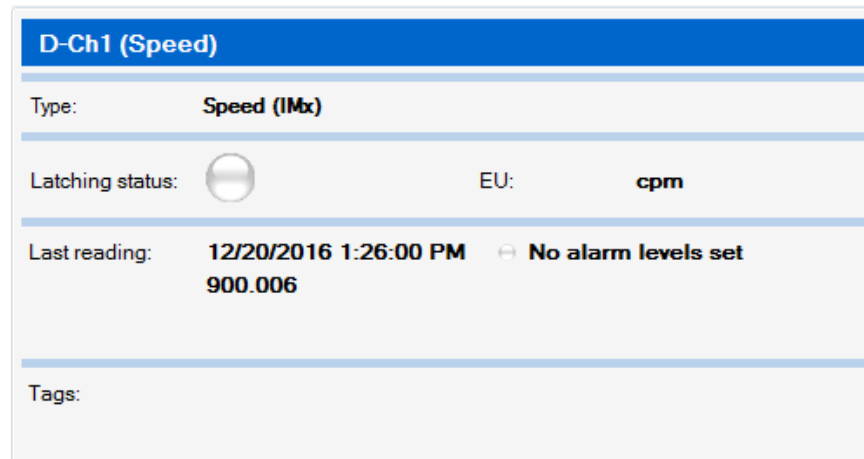 D-Ch1 (Speed)
Type: Speed (IMx)
Latching status: EU: cpm
Last reading: 12/20/2016 1:26:00 PM No alarm levels set
900.006
Tags: